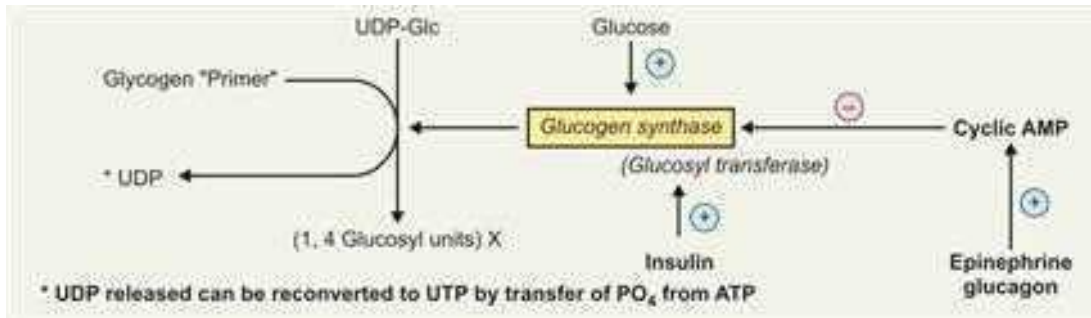 UDP-Glc
Glucose
+
Glycogen "Primer"
−
Glucogen synthase
Cyclic AMP
(Glucosyl transferase)
* UDP
+
+
(1, 4 Glucosyl units) X
Insulin
Epinephrine
glucagon
* UDP released can be reconverted to UTP by transfer of PO₄ from ATP